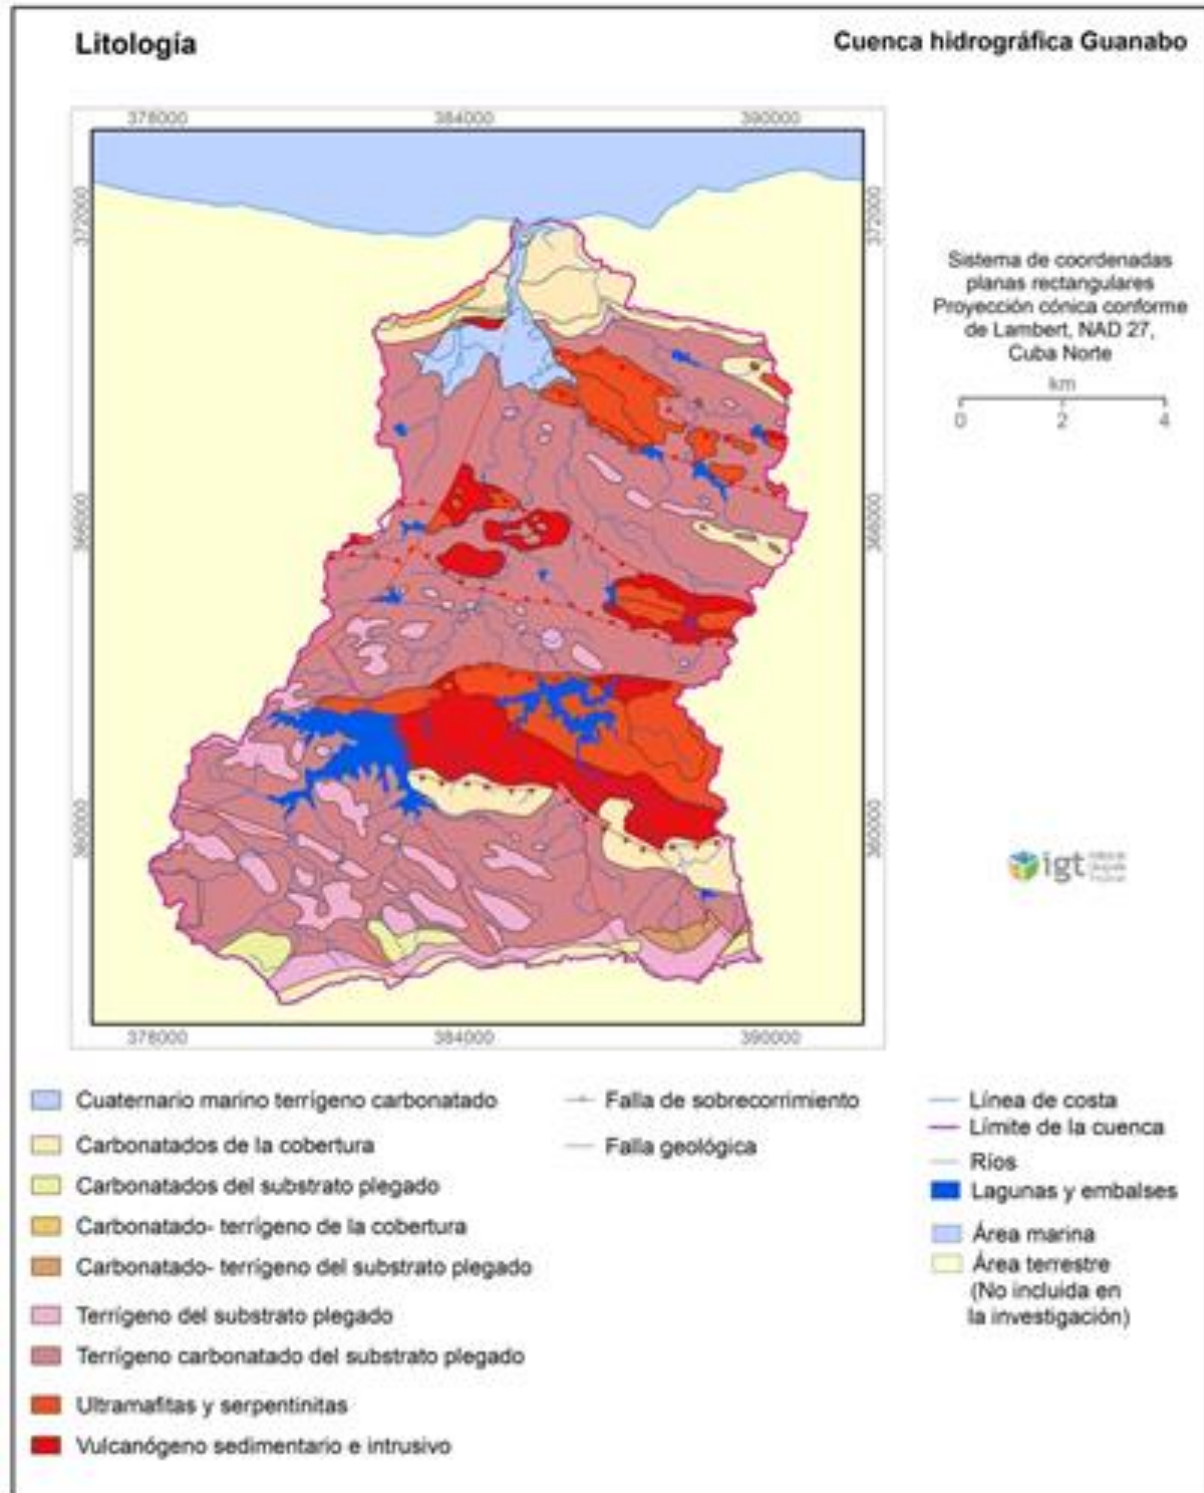 Litología
Cuenca hidrográfica Guanabo
378000
384000
390000
372000
372000
Sistema de coordenadas
planas rectangulares
Proyección cónica conforme
de Lambert, NAD 27,
Cuba Norte
km
0
2
4
366000
366000
360000
360000
igt
378000
384000
390000
Cuaternario marino terrígeno carbonatado
Carbonatados de la cobertura
Carbonatados del substrato plegado
Carbonatado- terrígeno de la cobertura
Carbonatado- terrígeno del substrato plegado
Terrígeno del substrato plegado
Terrígeno carbonatado del substrato plegado
Ultramafitas y serpentinitas
Vulcanógeno sedimentario e intrusivo
Falla de sobrecorrimiento
Falla geológica
Línea de costa
Límite de la cuenca
Ríos
Lagunas y embalses
Área marina
Área terrestre
(No incluida en
la investigación)